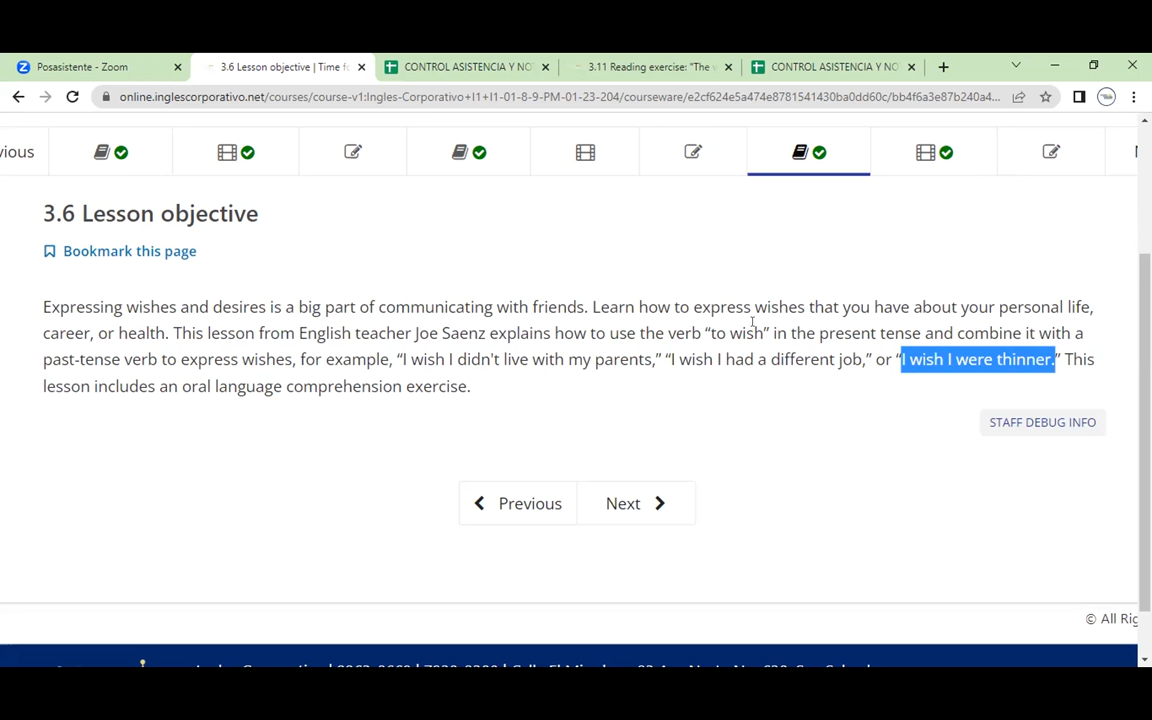 Posasistente - Zoom
3.6 Lesson objective | Time fo
CONTROL ASISTENCIA Y NO
3.11 Reading exercise: "The
CONTROL ASISTENCIA Y NO
online.inglescorporativo.net/courses/course-v1:Ingles-Corporativo+I1+I1-01-8-9-PM-01-23-204/courseware/e2cf624e5a474e8781541430ba0dd60c/bb4f6a3e87b240a4...
vious
3.6 Lesson objective
Bookmark this page
Expressing wishes and desires is a big part of communicating with friends. Learn how to express wishes that you have about your personal life,
career, or health. This lesson from English teacher Joe Saenz explains how to use the verb “to wish” in the present tense and combine it with a
past-tense verb to express wishes, for example, “I wish I didn't live with my parents,” “I wish I had a different job,” or “I wish I were thinner.” This
lesson includes an oral language comprehension exercise.
STAFF DEBUG INFO
Previous
Next
© All Rig